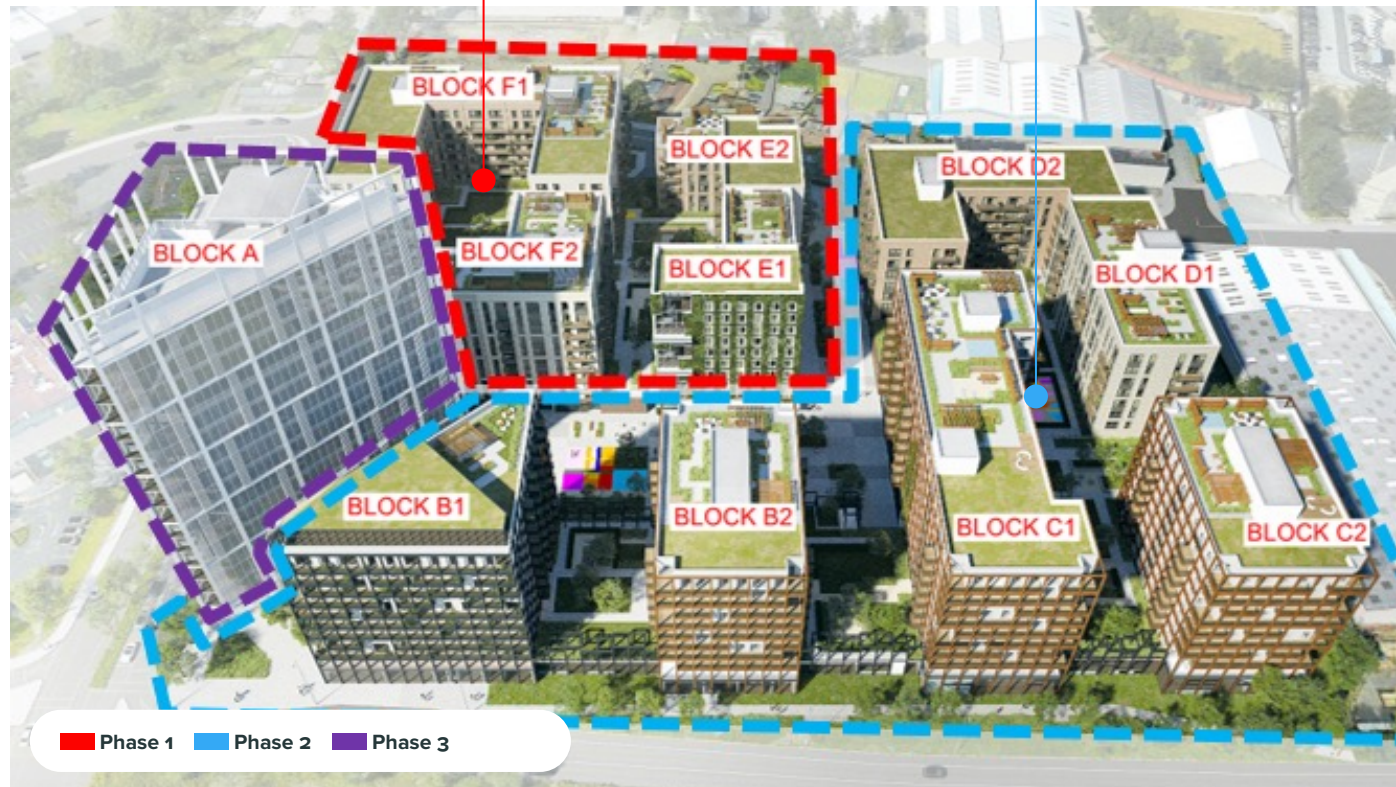 BLOCK F1
BLOCK E2
BLOCK D2
BLOCK A
BLOCK F2
BLOCK E1
BLOCK D1
BLOCK B1
BLOCK B2
BLOCK C1
BLOCK C2
Phase 1 Phase 2 Phase 3